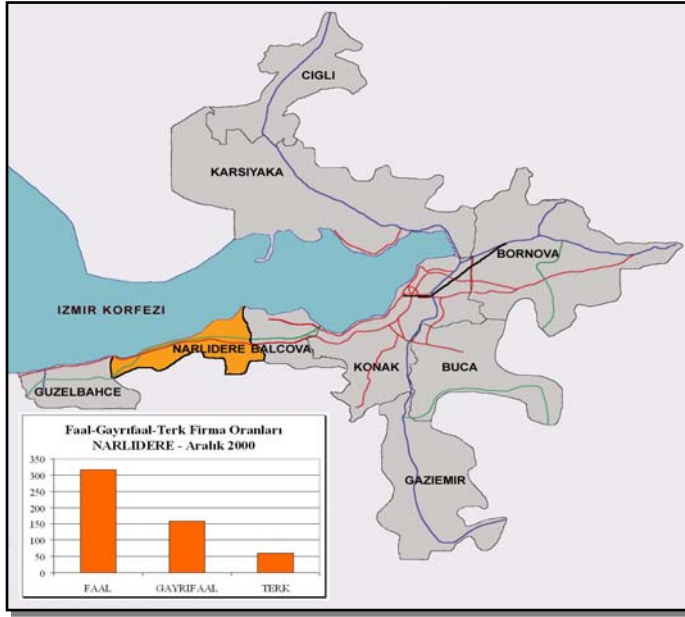 CIGLI
KARSIYAKA
BORNOVA
IZMIR KORFEZI
NARLIDERE BALCOVA
KONAK
BUCA
GUZELBAHCE
GAZIEMIR
Faal-Gayrıfaal-Terk Firma Oranları
NARLIDERE - Aralık 2000
350
300
250
200
150
100
50
0
FAAL
GAYRIFAAL
TERK